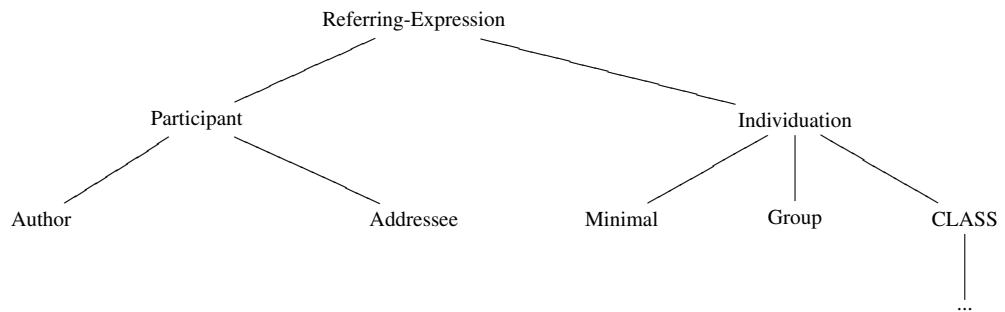 Referring-Expression
Participant Individuation
Author Addressee Minimal Group CLASS
...